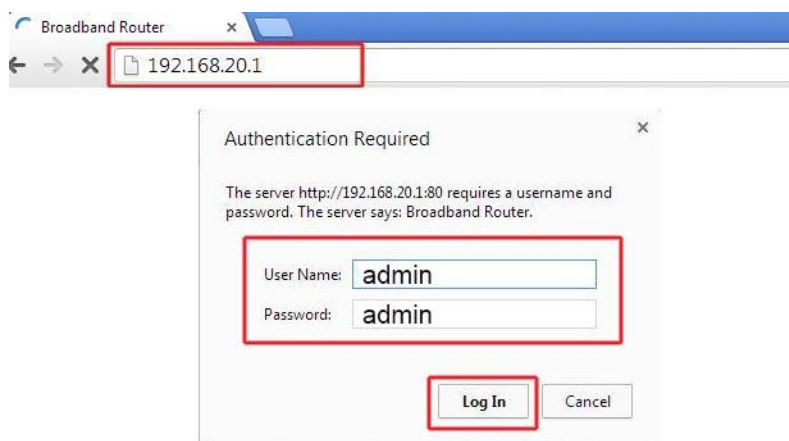 Broadband Router
192.168.20.1
Authentication Required
The server http://192.168.20.1:80 requires a username and
password. The server says: Broadband Router.
User Name: admin
Password: admin
Log In Cancel